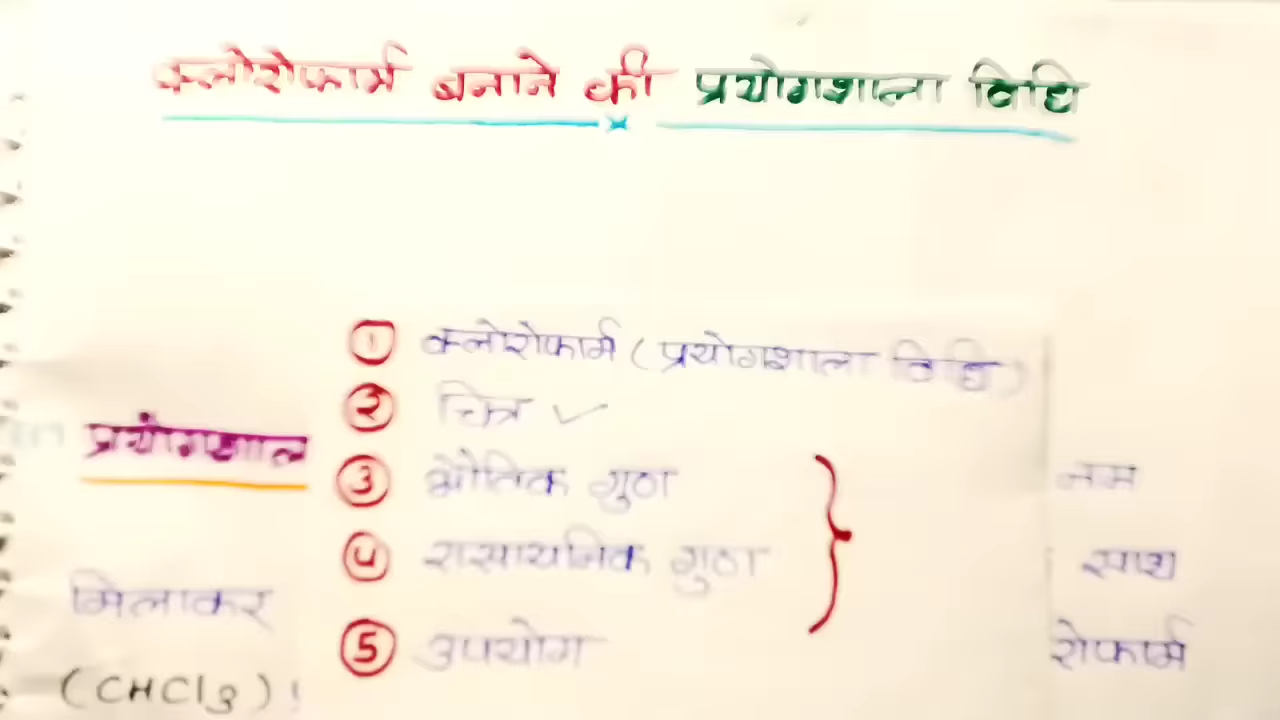 क्लोरोफार्म बनाने की प्रयोगशाला विधि
① क्लोरोफार्म (प्रयोगशाला विधि)
② चित्र ✓
प्रयोगशाल
③ भौतिक गुण
नाम
④ रासायनिक गुण
साथ
मिलाकर
⑤ उपयोग
रोफार्म
(CHCl3)